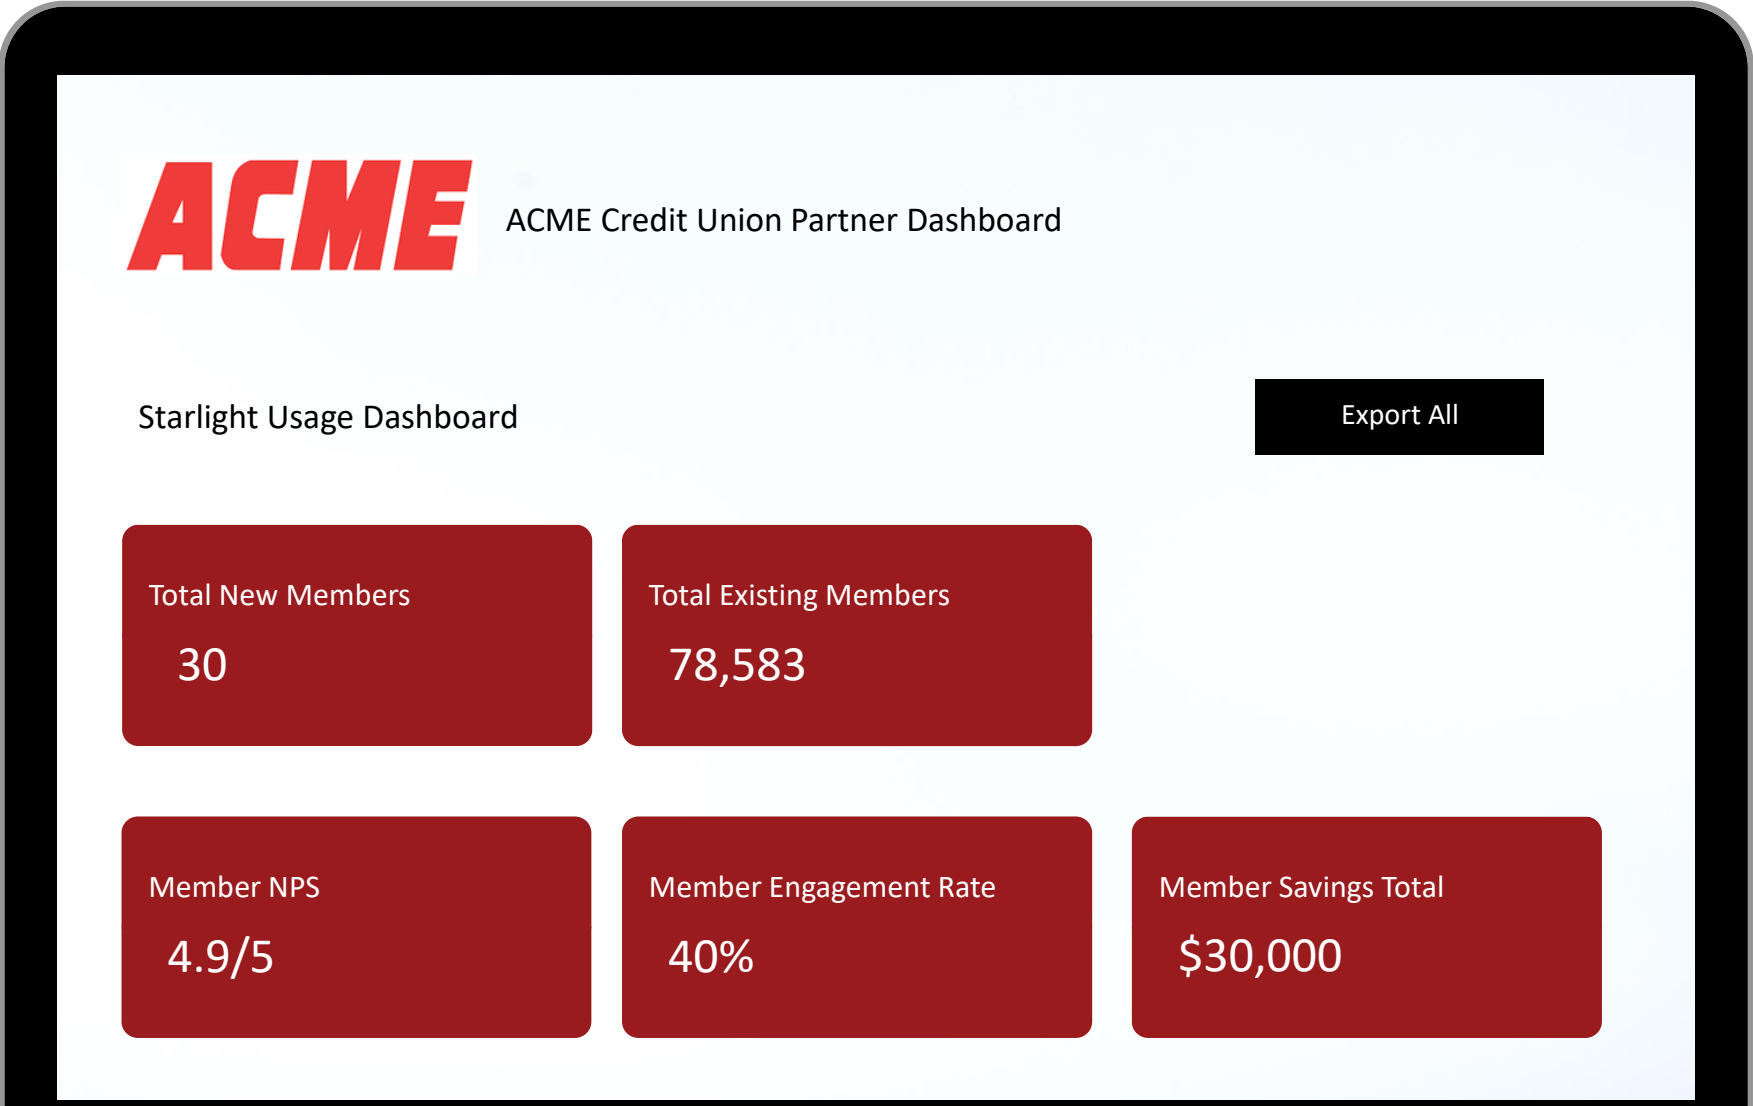 ACME
ACME Credit Union Partner Dashboard
Starlight Usage Dashboard
Export All
Total New Members
30
Total Existing Members
78,583
Member NPS
4.9/5
Member Engagement Rate
40%
Member Savings Total
$30,000